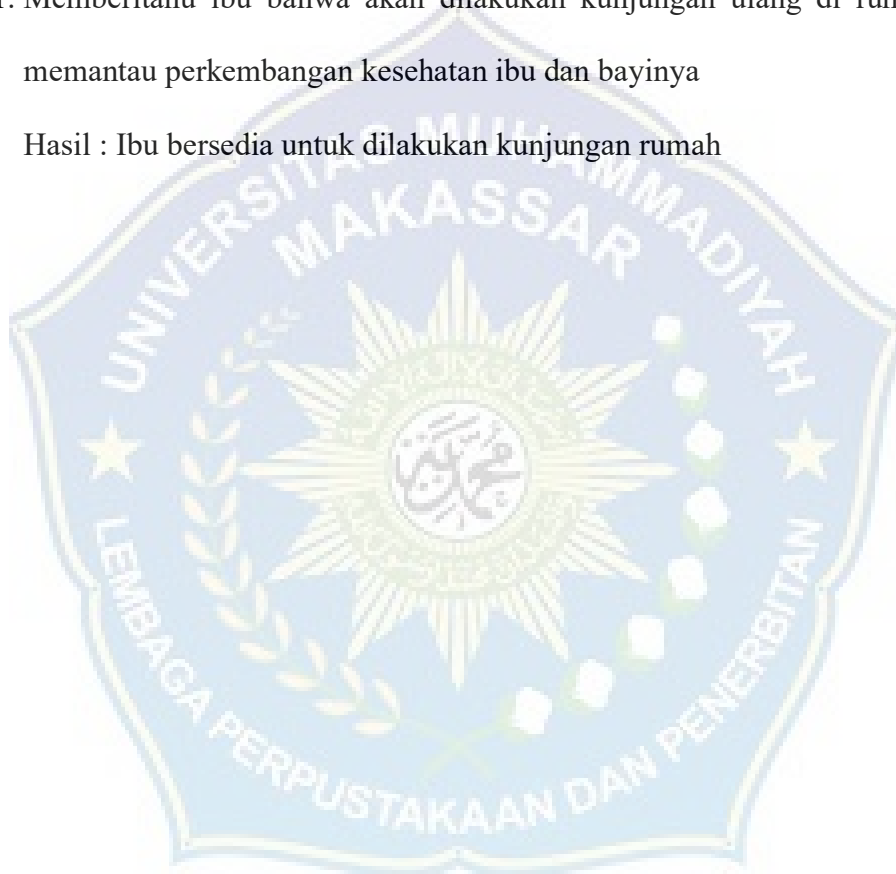 Memberitahu ibu bahwa akan dilakukan kunjungan ulang di
memantau perkembangan kesehatan ibu dan bayinya
Hasil : Ibu bersedia untuk dilakukan kunjungan rumah
UNIVERSITAS MUHAMMADIYAH
MAKASSAR
محمدية
LEMBAGA PERPUSTAKAAN DAN PENERBITAN